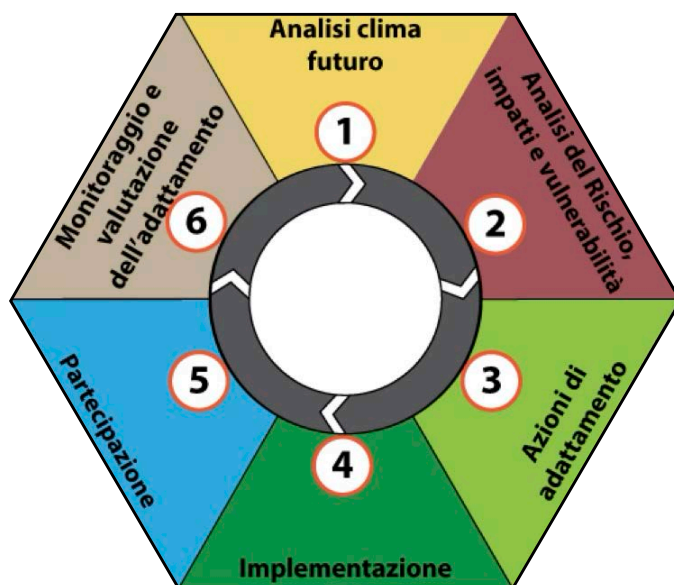 Analisi clima
futuro
1
Analisi del Rischio,
impatti e vulnerabilità
2
3
Azioni di
adattamento
4
Implementazione
5
Partecipazione
6
Monitoraggio e
valutazione
dell'adattamento